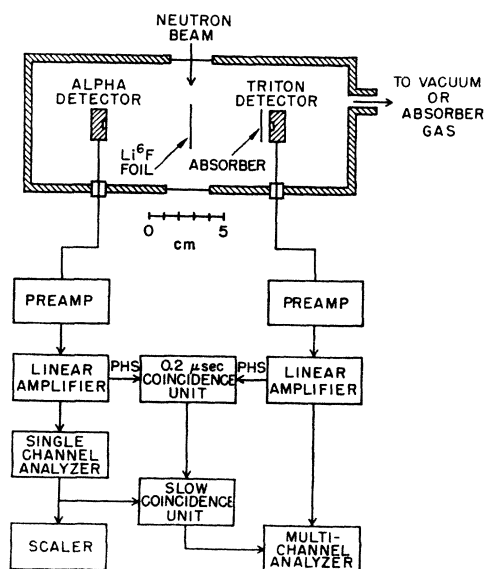 NEUTRON
BEAM
ALPHA
DETECTOR
TRITON
DETECTOR
TO VACUUM
OR
ABSORBER
GAS
Li⁶F
FOIL
ABSORBER
0 5
cm
PREAMP
PREAMP
LINEAR
AMPLIFIER
PHS
0.2 μsec
COINCIDENCE
UNIT
PHS
LINEAR
AMPLIFIER
SINGLE
CHANNEL
ANALYZER
SLOW
COINCIDENCE
UNIT
SCALER
MULTI-
CHANNEL
ANALYZER